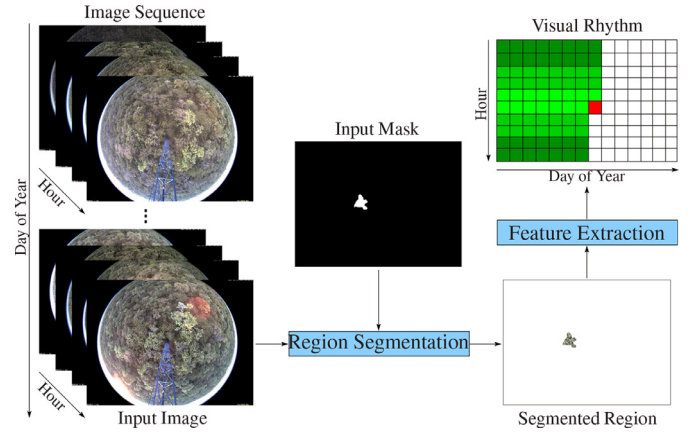 Image Sequence
Hour
Day of Year
Hour
Input Image
Input Mask
Region Segmentation
Visual Rhythm
Hour
Day of Year
Feature Extraction
Segmented Region